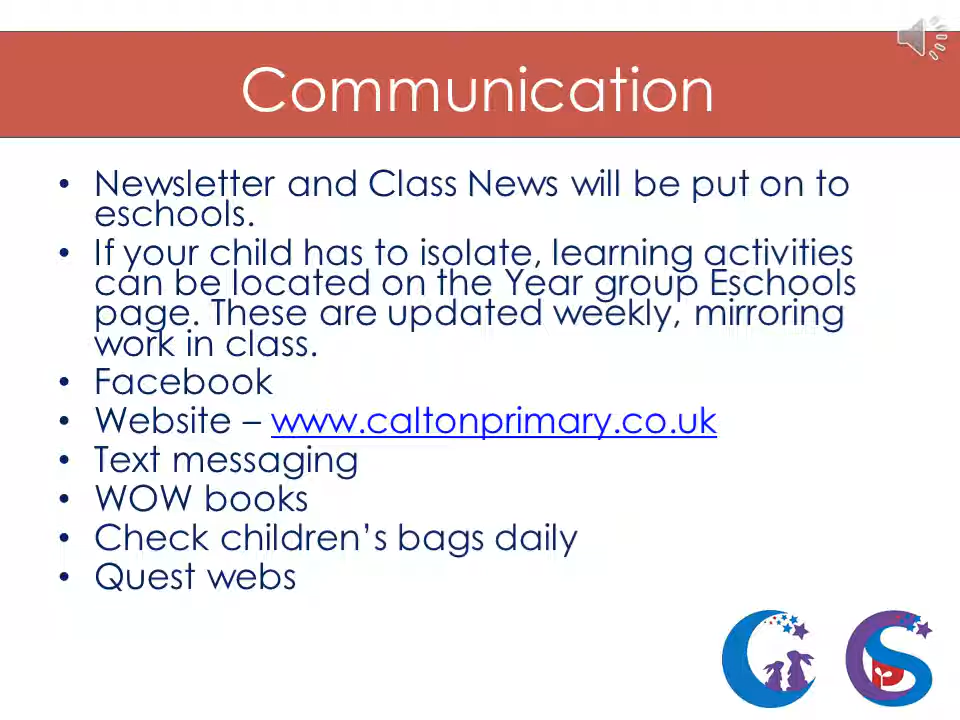 Communication
• Newsletter and Class News will be put on to
eschools.
• If your child has to isolate, learning activities
can be located on the Year group Eschools
page. These are updated weekly, mirroring
work in class.
• Facebook
• Website – www.caltonprimary.co.uk
• Text messaging
• WOW books
• Check children’s bags daily
• Quest webs